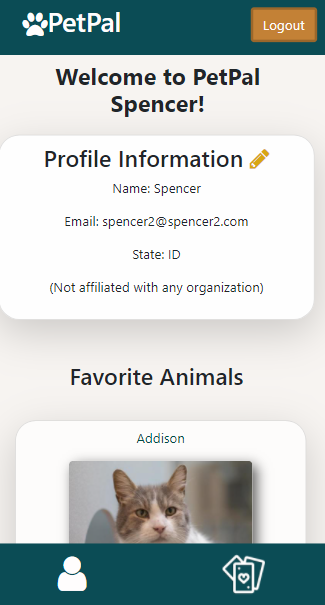 PetPal
Logout
Welcome to PetPal
Spencer!
Profile Information
Name: Spencer
Email: spencer2@spencer2.com
State: ID
(Not affiliated with any organization)
Favorite Animals
Addison